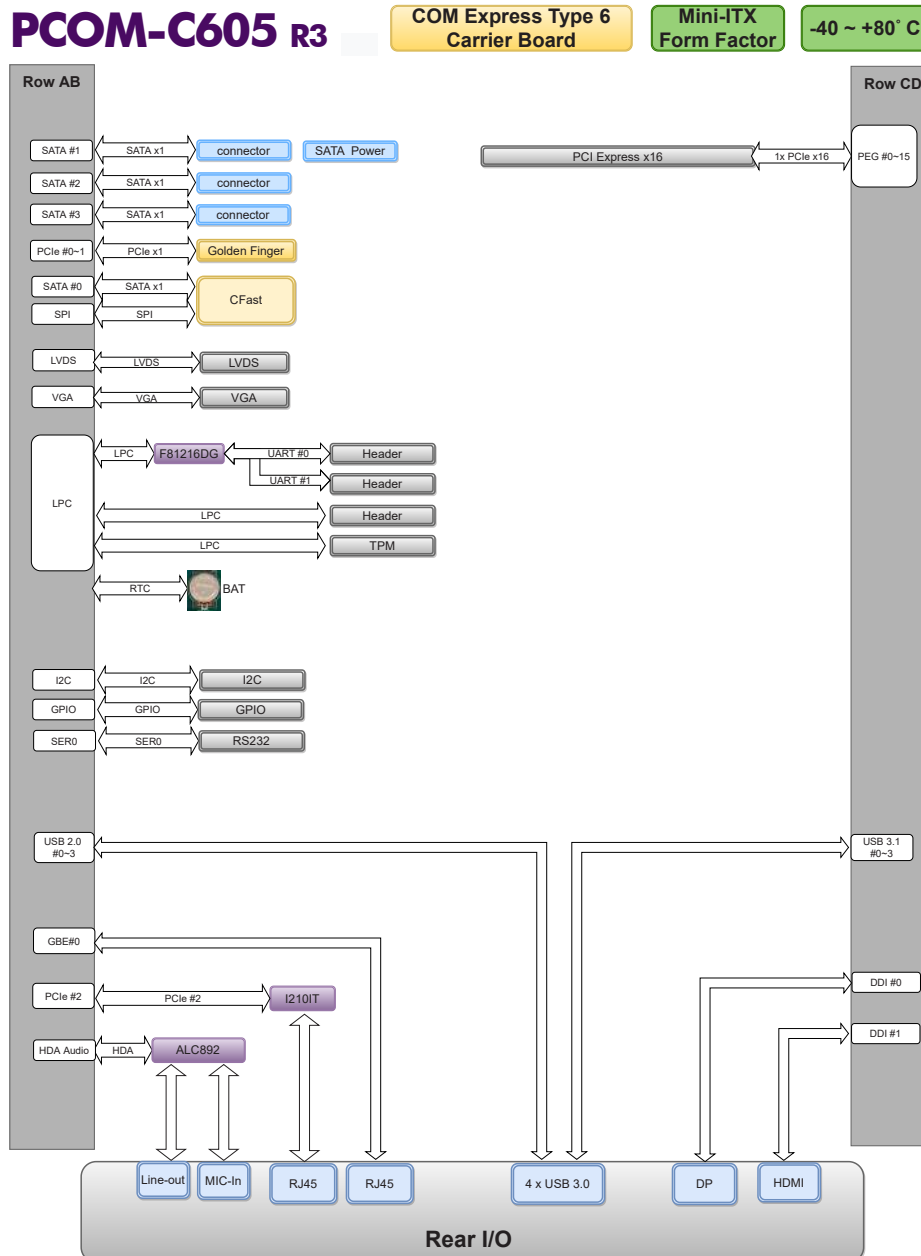 PCOM-C605 R3
COM Express Type 6
Carrier Board
Mini-ITX
Form Factor
-40 ~ +80° C
Row AB
Row CD
SATA #1
SATA x1
connector
SATA Power
PCI Express x16
1x PCIe x16
PEG #0~15
SATA #2
SATA x1
connector
SATA #3
SATA x1
connector
PCIe #0~1
PCIe x1
Golden Finger
SATA #0
SATA x1
CFast
SPI
SPI
LVDS
LVDS
LVDS
VGA
VGA
VGA
LPC
LPC
F81216DG
UART #0
Header
UART #1
Header
LPC
Header
LPC
TPM
RTC
BAT
I2C
I2C
I2C
GPIO
GPIO
GPIO
SER0
SER0
RS232
USB 2.0
#0~3
USB 3.1
#0~3
GBE#0
PCIe #2
PCIe #2
I210IT
DDI #0
DDI #1
HDA Audio
HDA
ALC892
Line-out
MIC-In
RJ45
RJ45
4 x USB 3.0
DP
HDMI
Rear I/O